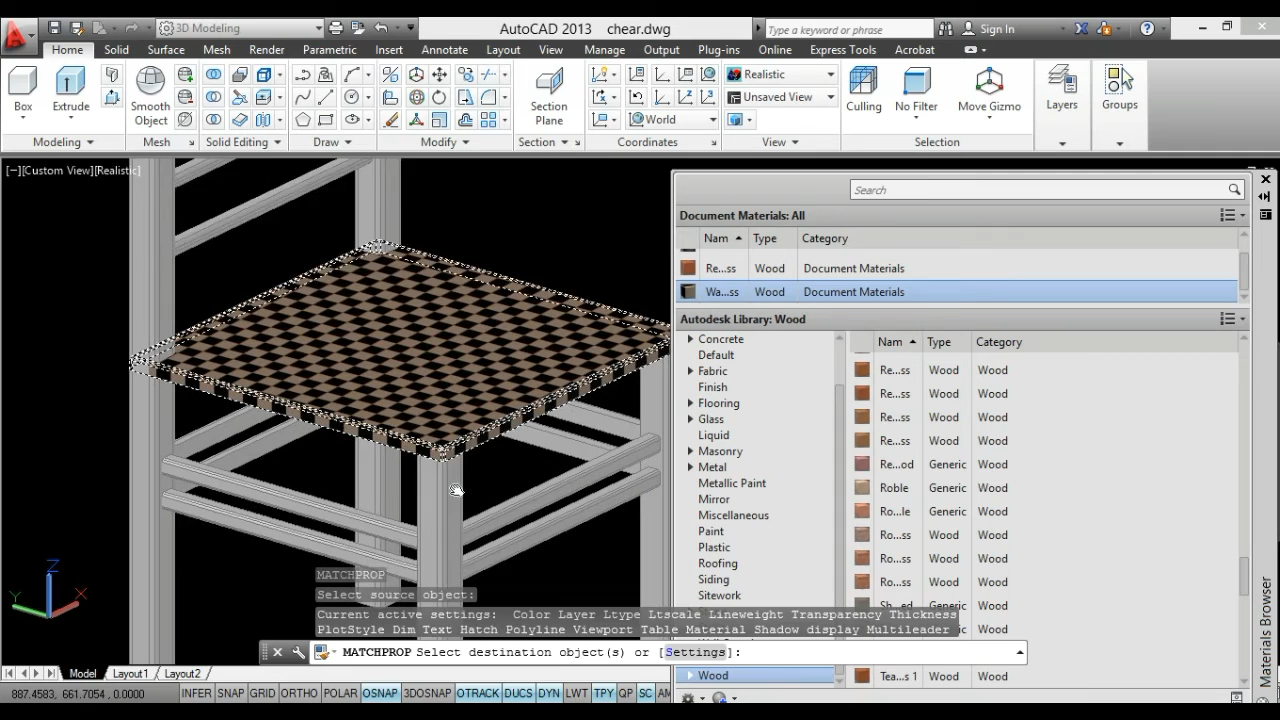 3D Modeling
AutoCAD 2013 chear.dwg
Type a keyword or phrase
Sign In
Home Solid Surface Mesh Render Parametric Insert Annotate Layout View Manage Output Plug-ins Online Express Tools Acrobat
Box
Extrude
Smooth Object
Section Plane
World
Realistic
Unsaved View
Culling
No Filter
Move Gizmo
Layers
Groups
Modeling Mesh Solid Editing Draw Modify Section Coordinates View Selection
[−][Custom View][Realistic]
Search
Document Materials: All
Nam Type Category
Re...ss Wood Document Materials
Wa...ss Wood Document Materials
Autodesk Library: Wood
Concrete
Default
Fabric
Finish
Flooring
Glass
Liquid
Masonry
Metal
Metallic Paint
Mirror
Miscellaneous
Paint
Plastic
Roofing
Siding
Sitework
Wood
Nam Type Category
Re...ss Wood Wood
Re...ss Wood Wood
Re...ss Wood Wood
Re...ss Wood Wood
Re...od Generic Wood
Roble Generic Wood
Ro...le Generic Wood
Ro...ss Wood Wood
Ro...ss Wood Wood
Ro...ss Wood Wood
Sh...ed Generic Wood
Tea...s 1 Wood Wood
Materials Browser
Z
Y
X
MATCHPROP
Select source object:
Current active settings: Color Layer Ltype Ltscale Lineweight Transparency Thickness
PlotStyle Dim Text Hatch Polyline Viewport Table Material Shadow display Multileader
MATCHPROP Select destination object(s) or [Settings]:
Model Layout1 Layout2
887.4583, 661.7054, 0.0000
INFER SNAP GRID ORTHO POLAR OSNAP 3DOSNAP OTRACK DUCS DYN LWT TPY QP SC AM